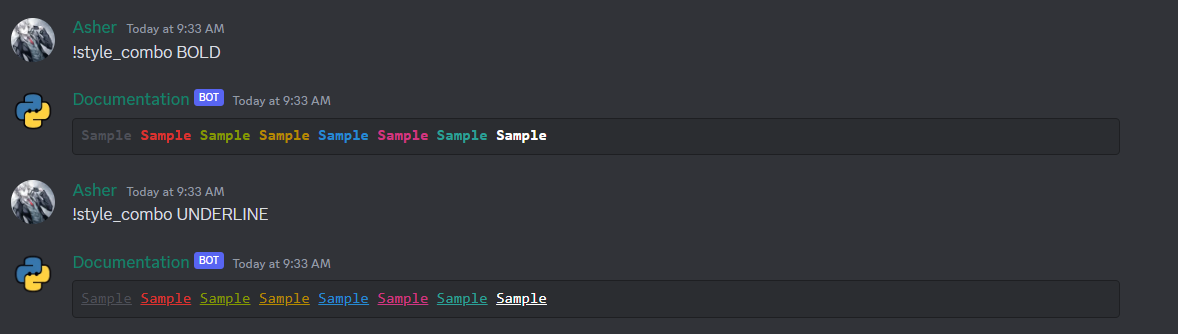 Asher Today at 9:33 AM
!style_combo BOLD
Documentation BOT Today at 9:33 AM
Sample Sample Sample Sample Sample Sample Sample Sample
Asher Today at 9:33 AM
!style_combo UNDERLINE
Documentation BOT Today at 9:33 AM
Sample Sample Sample Sample Sample Sample Sample Sample